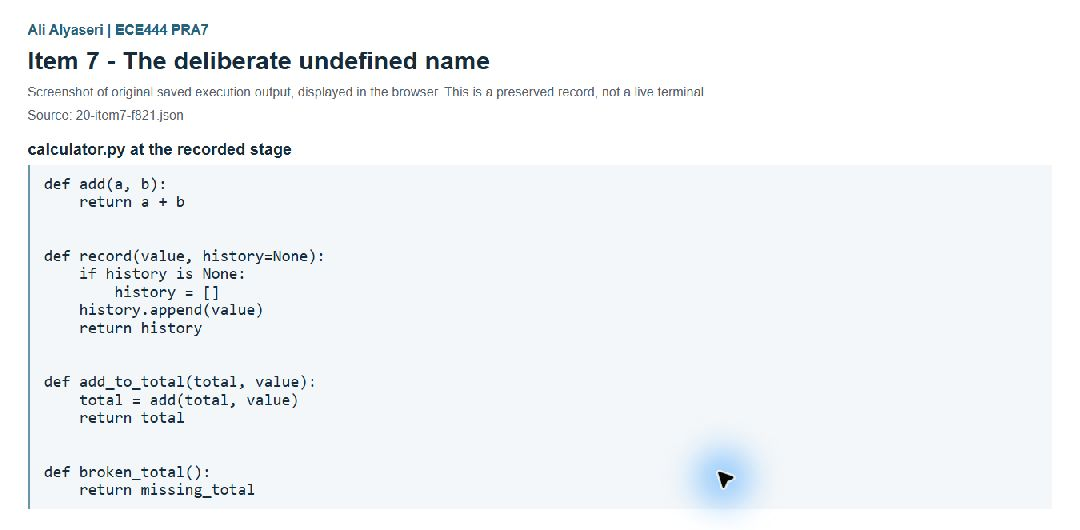 Ali Alyaseri | ECE444 PRA7
Item 7 - The deliberate undefined name
Screenshot of original saved execution output, displayed in the browser. This is a preserved record, not a live terminal.
Source: 20-item7-f821.json
calculator.py at the recorded stage
def add(a, b):
    return a + b
def record(value, history=None):
    if history is None:
        history = []
    history.append(value)
    return history
def add_to_total(total, value):
    total = add(total, value)
    return total
def broken_total():
    return missing_total